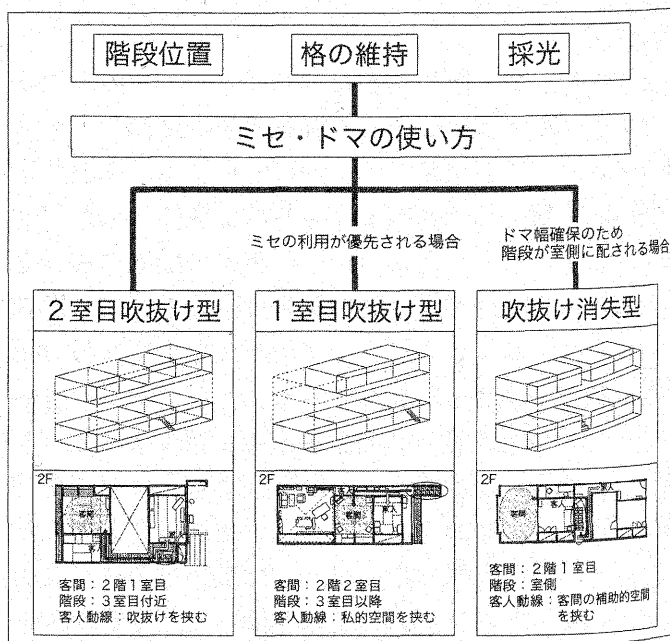 階段位置 格の維持 採光
ミセ・ドマの使い方
ミセの利用が優先される場合
ドマ幅確保のため
階段が室側に配される場合
2室目吹抜け型
2F
客間
家人
客間：2階1室目
階段：3室目付近
客人動線：吹抜けを挟む
1室目吹抜け型
2F
客人
客間
家人
客間：2階2室目
階段：3室目以降
客人動線：私的空間を挟む
吹抜け消失型
2F
家人
客人
客間
客間：2階1室目
階段：室側
客人動線：客間の補助的空間
を挟む